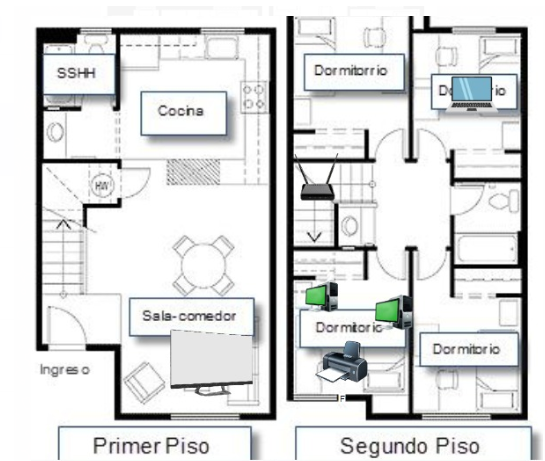 SSHH
Cocina
HW
Sala-comedor
Ingreso
Primer Piso
Dormitorrio
Dormitorio
Dormitorio
Segundo Piso